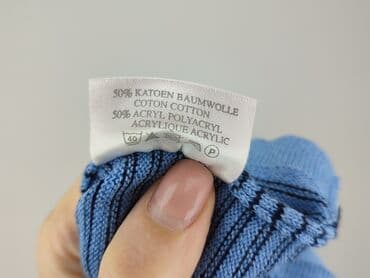 50% KATOEN BAUMWOLLE
COTON COTTON
50% ACRYL POLYACRYL
ACRYLIQUE ACRYLIC
40 P